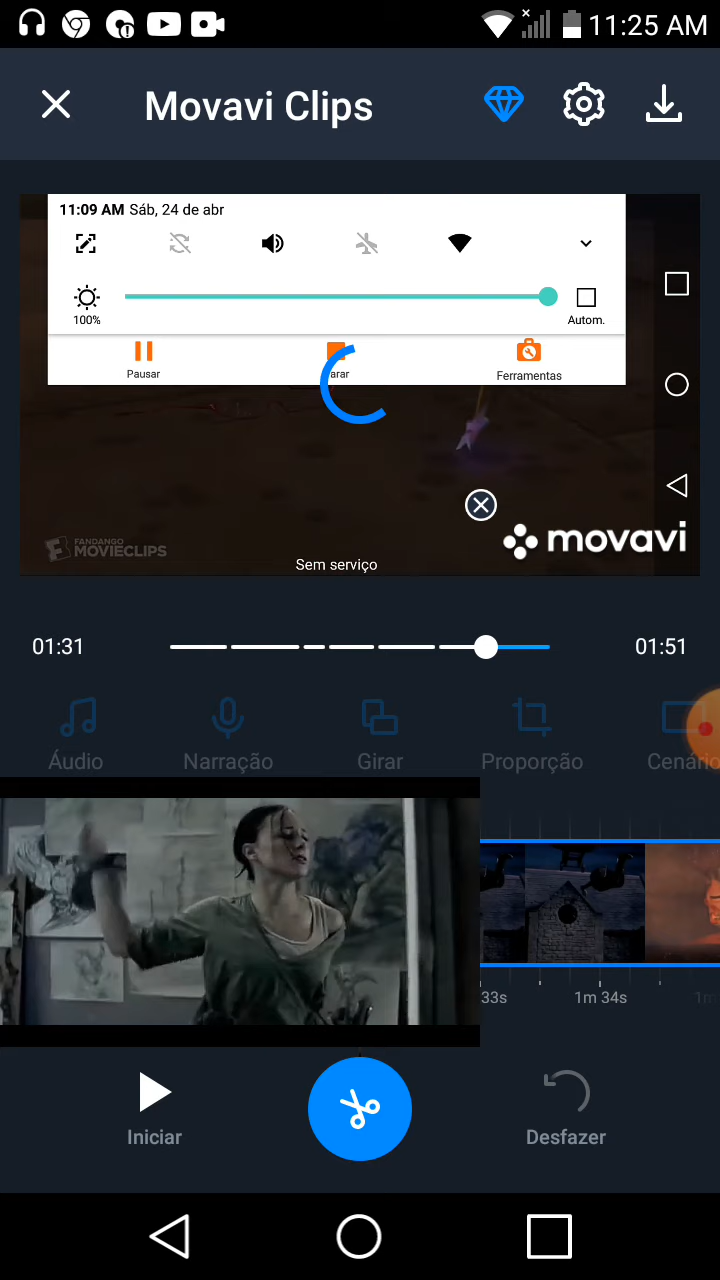 11:25 AM
Movavi Clips
11:09 AM Sáb, 24 de abr
100%
Autom.
Pausar
arar
Ferramentas
FANDANGO
MOVIECLIPS
movavi
Sem serviço
01:31
01:51
Áudio
Narração
Girar
Proporção
Cenário
33s
1m 34s
1m
Iniciar
Desfazer